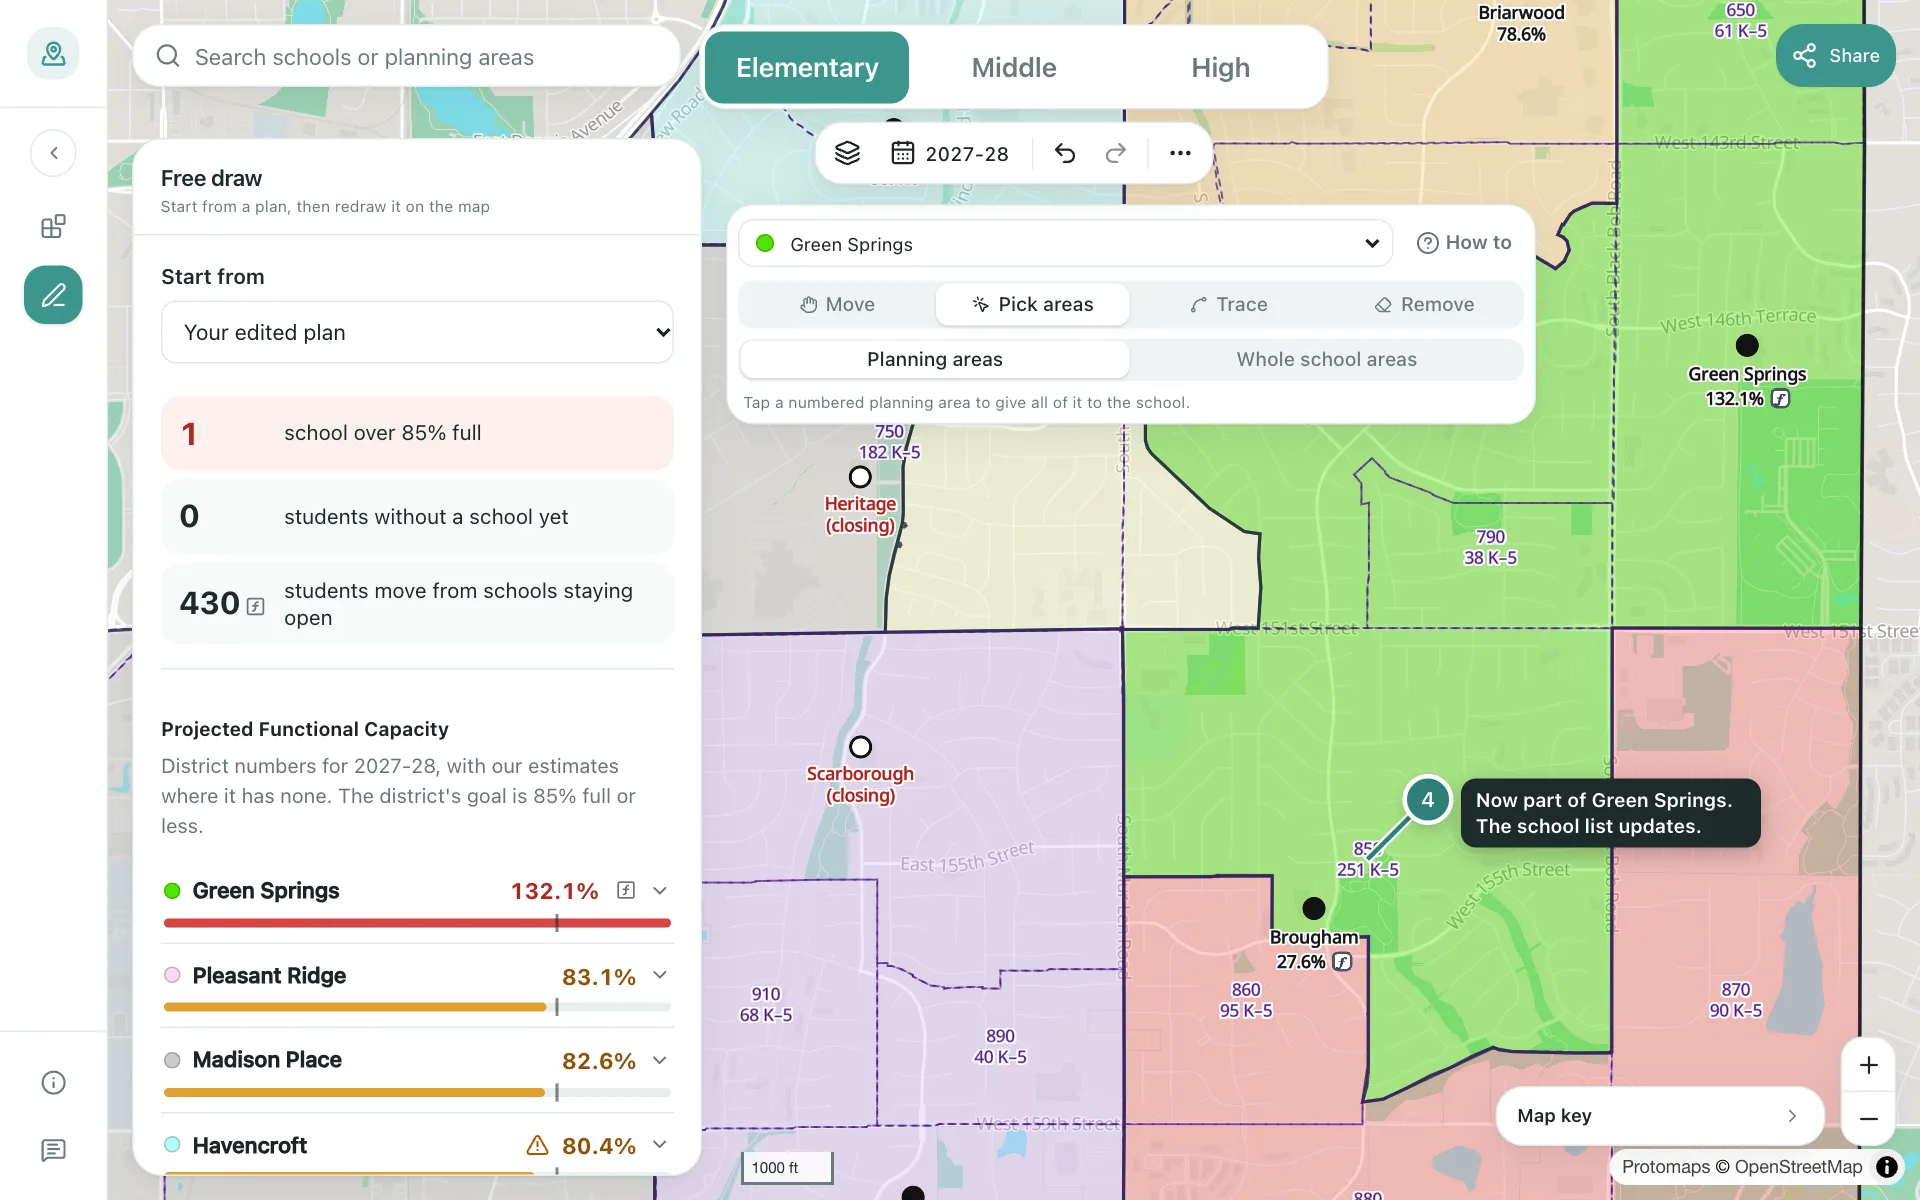 Search schools or planning areas
Elementary
Middle
High
Share
2027-28
Free draw
Start from a plan, then redraw it on the map
Start from
Your edited plan
1
school over 85% full
0
students without a school yet
430
students move from schools staying
open
Projected Functional Capacity
District numbers for 2027-28, with our estimates
where it has none. The district's goal is 85% full or
less.
Green Springs
132.1%
Pleasant Ridge
83.1%
Madison Place
82.6%
Havencroft
80.4%
Green Springs
How to
Move
Pick areas
Trace
Remove
Planning areas
Whole school areas
Tap a numbered planning area to give all of it to the school.
Briarwood
78.6%
650
61 K–5
West 143rd Street
South Black Bob Road
West 146th Terrace
Green Springs
132.1%
750
182 K–5
Heritage
(closing)
790
38 K–5
West 151st Street
West 151st Street
Scarborough
(closing)
East 155th Street
4
Now part of Green Springs.
The school list updates.
251 K–5
West 155th Street
Brougham
27.6%
910
68 K–5
890
40 K–5
860
95 K–5
870
90 K–5
West 159th Street
880
Map key
1000 ft
Protomaps © OpenStreetMap